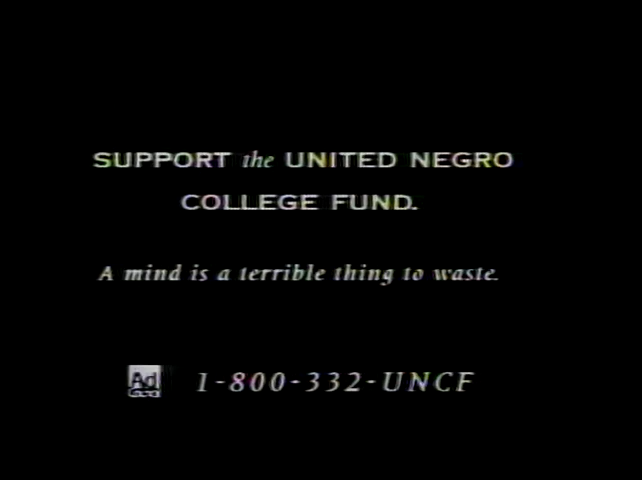 SUPPORT the UNITED NEGRO
COLLEGE FUND.
A mind is a terrible thing to waste.
Ad
1-800-332-UNCF